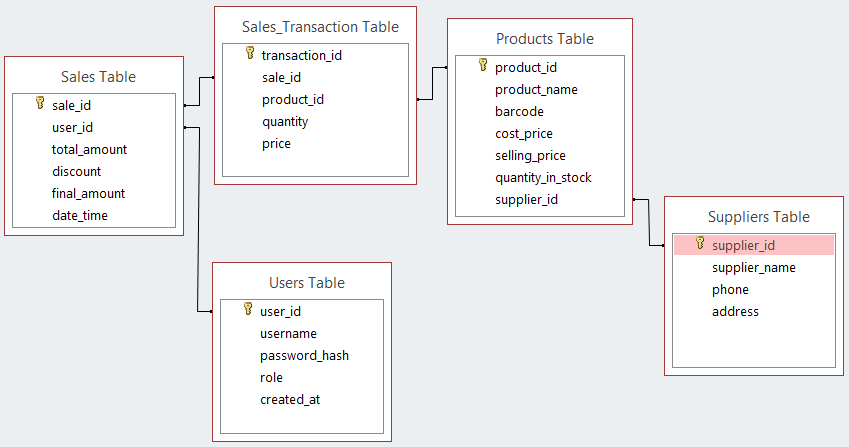 Sales Table
sale_id
user_id
total_amount
discount
final_amount
date_time
Sales_Transaction Table
transaction_id
sale_id
product_id
quantity
price
Products Table
product_id
product_name
barcode
cost_price
selling_price
quantity_in_stock
supplier_id
Suppliers Table
supplier_id
supplier_name
phone
address
Users Table
user_id
username
password_hash
role
created_at